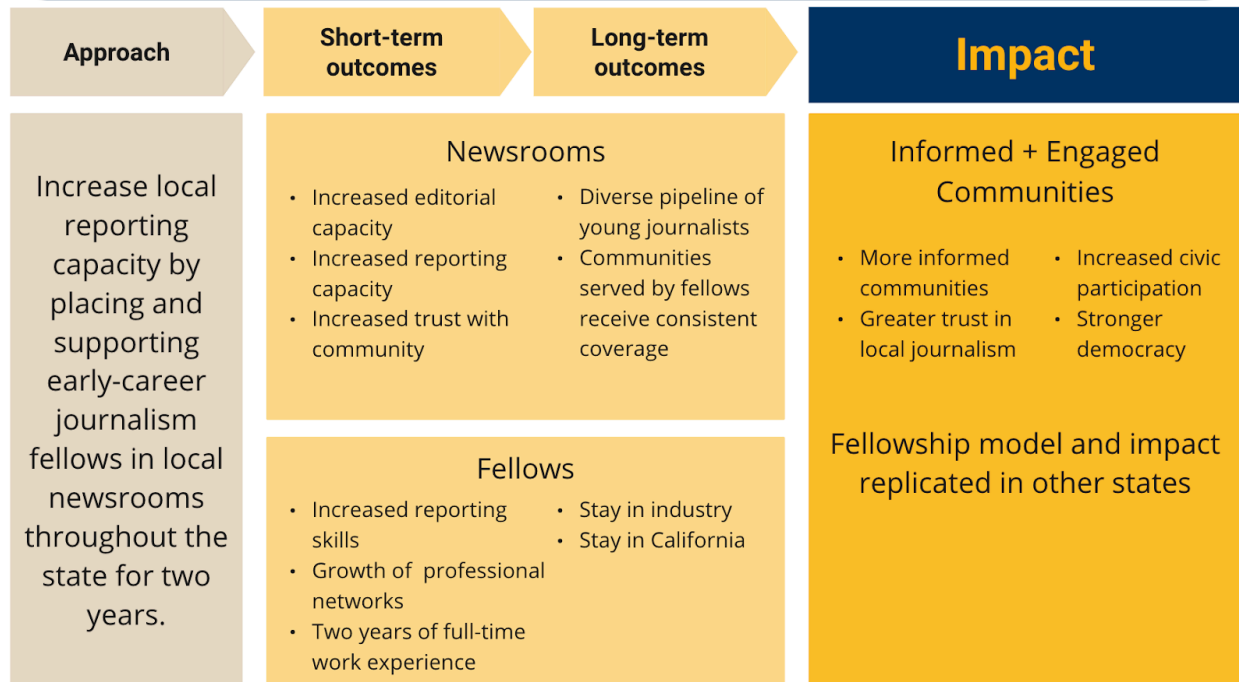 Approach
Short-term
outcomes
Long-term
outcomes
Impact
Increase local
reporting
capacity by
placing and
supporting
early-career
journalism
fellows in local
newsrooms
throughout the
state for two
years.
Newsrooms
• Increased editorial
capacity
• Increased reporting
capacity
• Increased trust with
community
• Diverse pipeline of
young journalists
• Communities
served by fellows
receive consistent
coverage
Fellows
• Increased reporting
skills
• Growth of professional
networks
• Two years of full-time
work experience
• Stay in industry
• Stay in California
Informed + Engaged
Communities
• More informed
communities
• Greater trust in
local journalism
• Increased civic
participation
• Stronger
democracy
Fellowship model and impact
replicated in other states